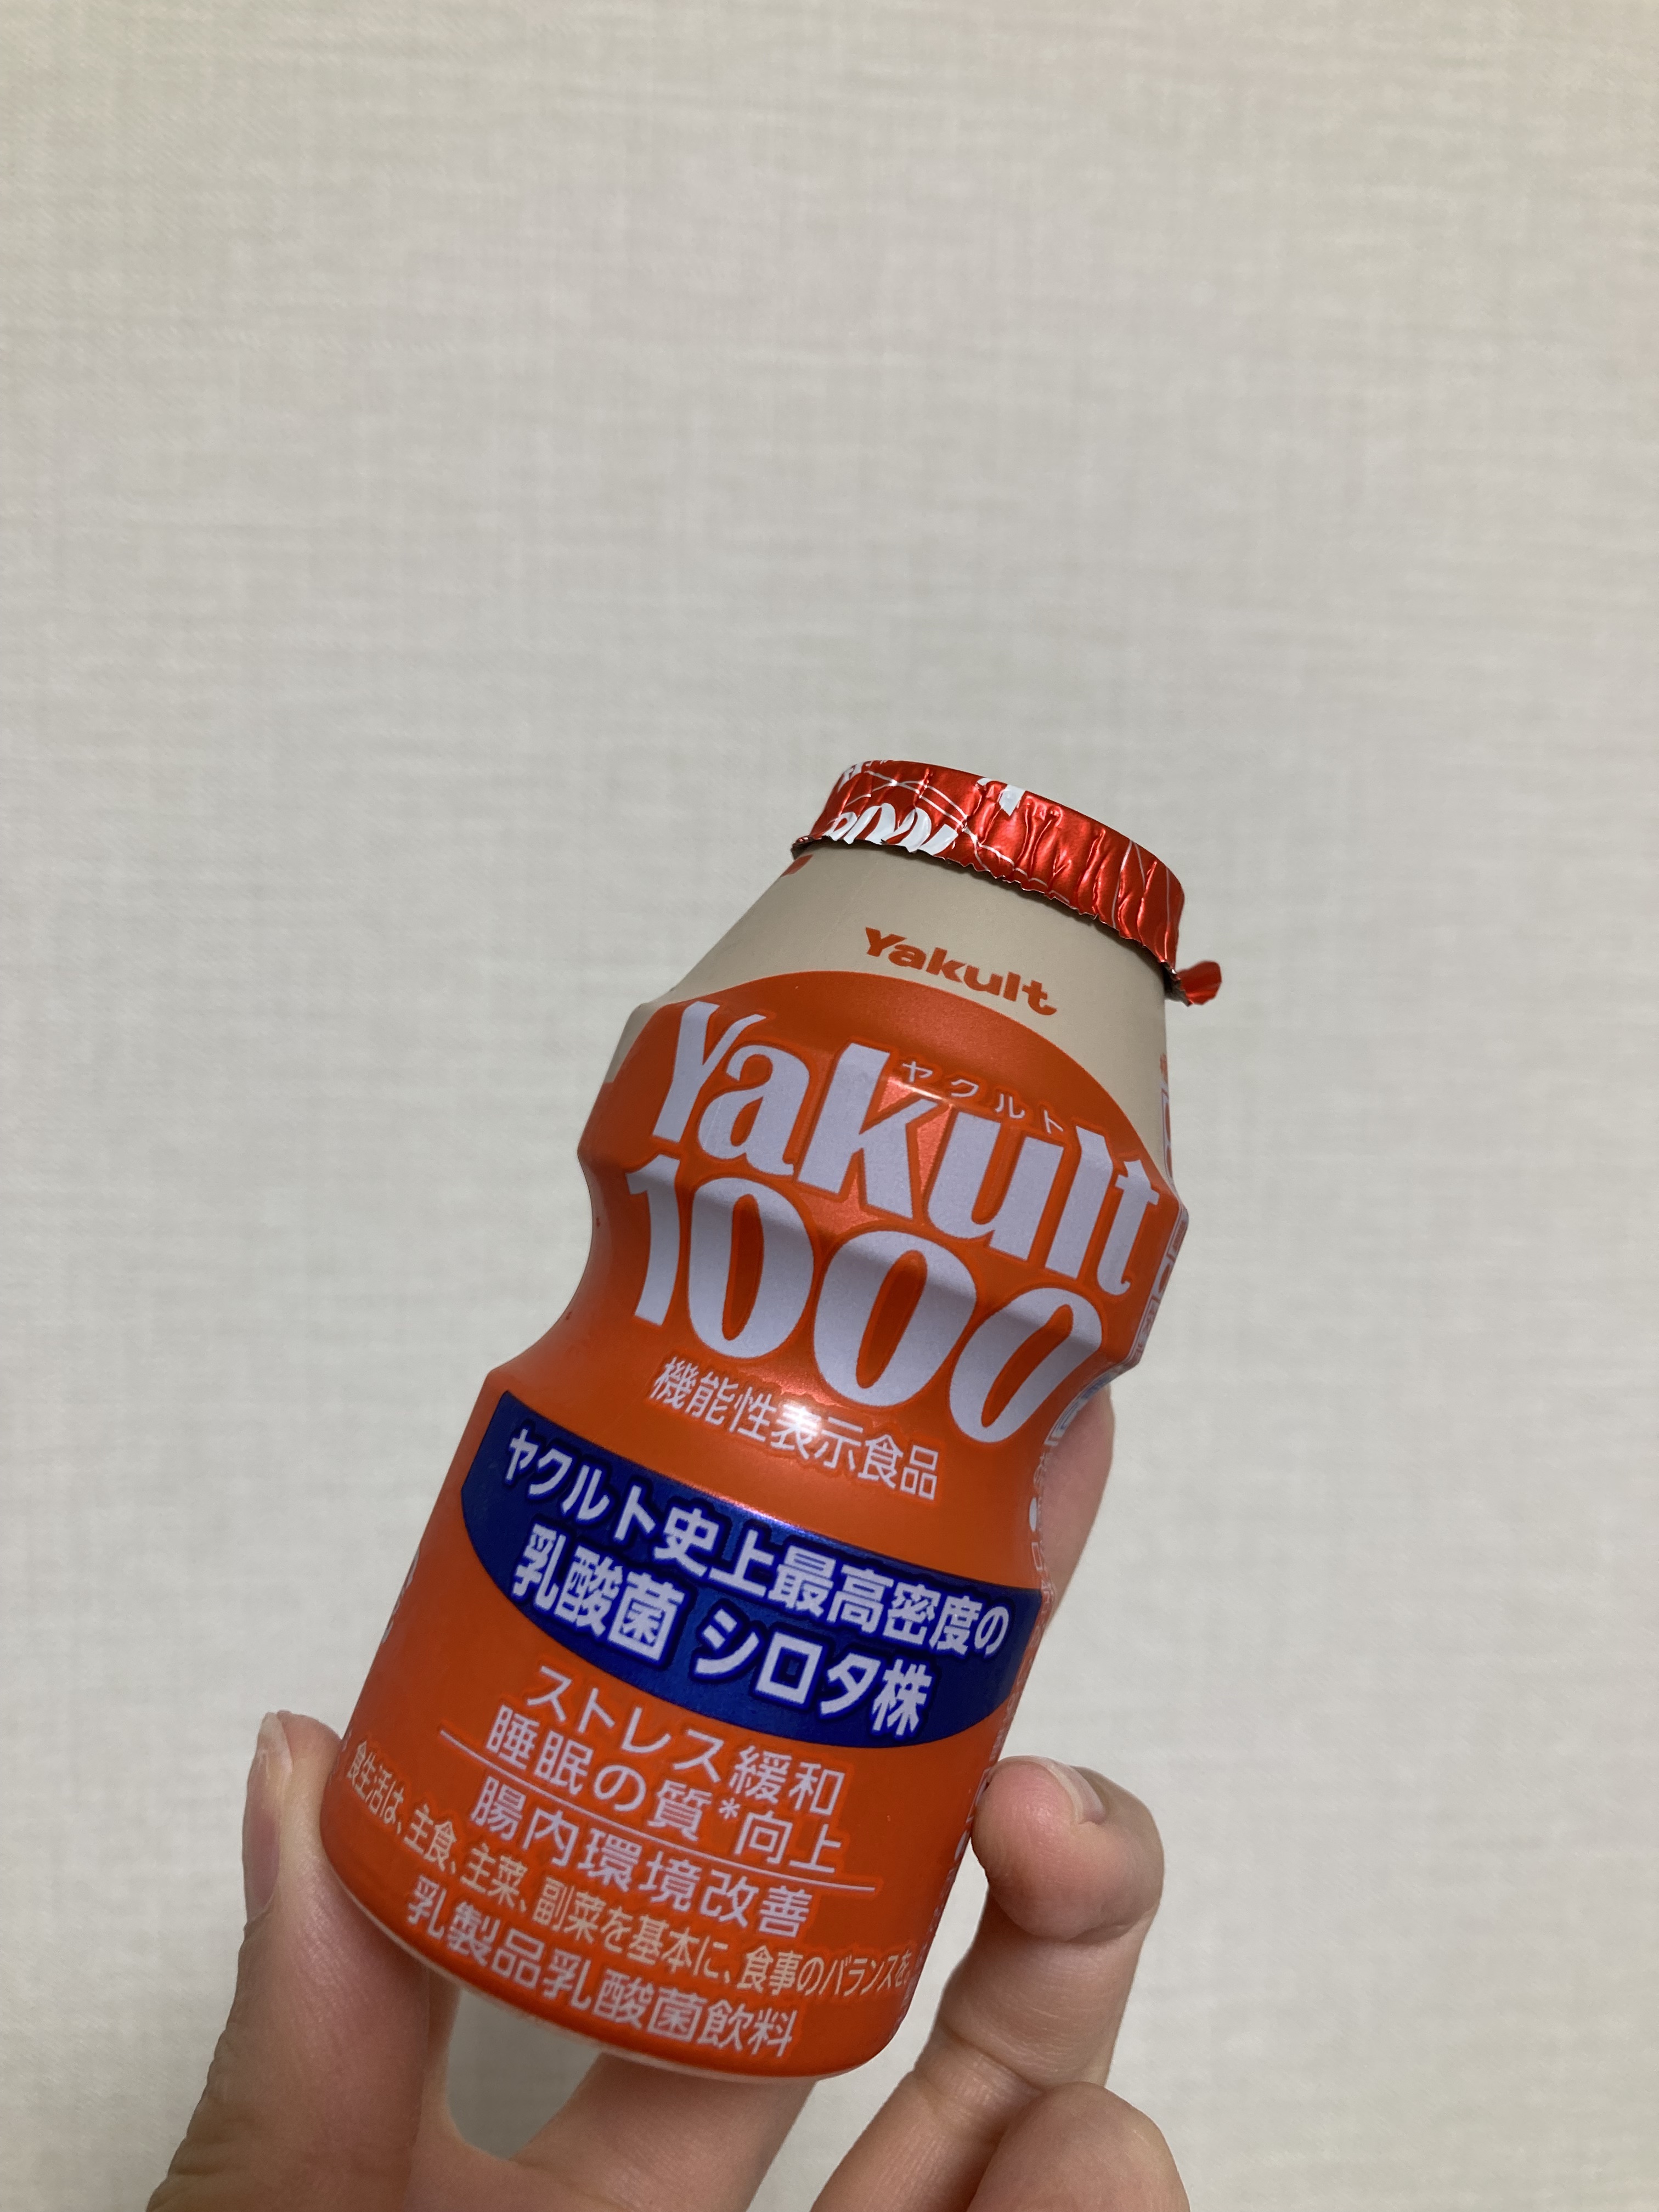 Yakult
ヤクルト
Yakult
1000
機能性表示食品
ヤクルト史上最高密度の
乳酸菌 シロタ株
ストレス緩和
睡眠の質*向上
腸内環境改善
食生活は、主食、主菜、副菜を基本に、食事のバランスを。
乳製品乳酸菌飲料